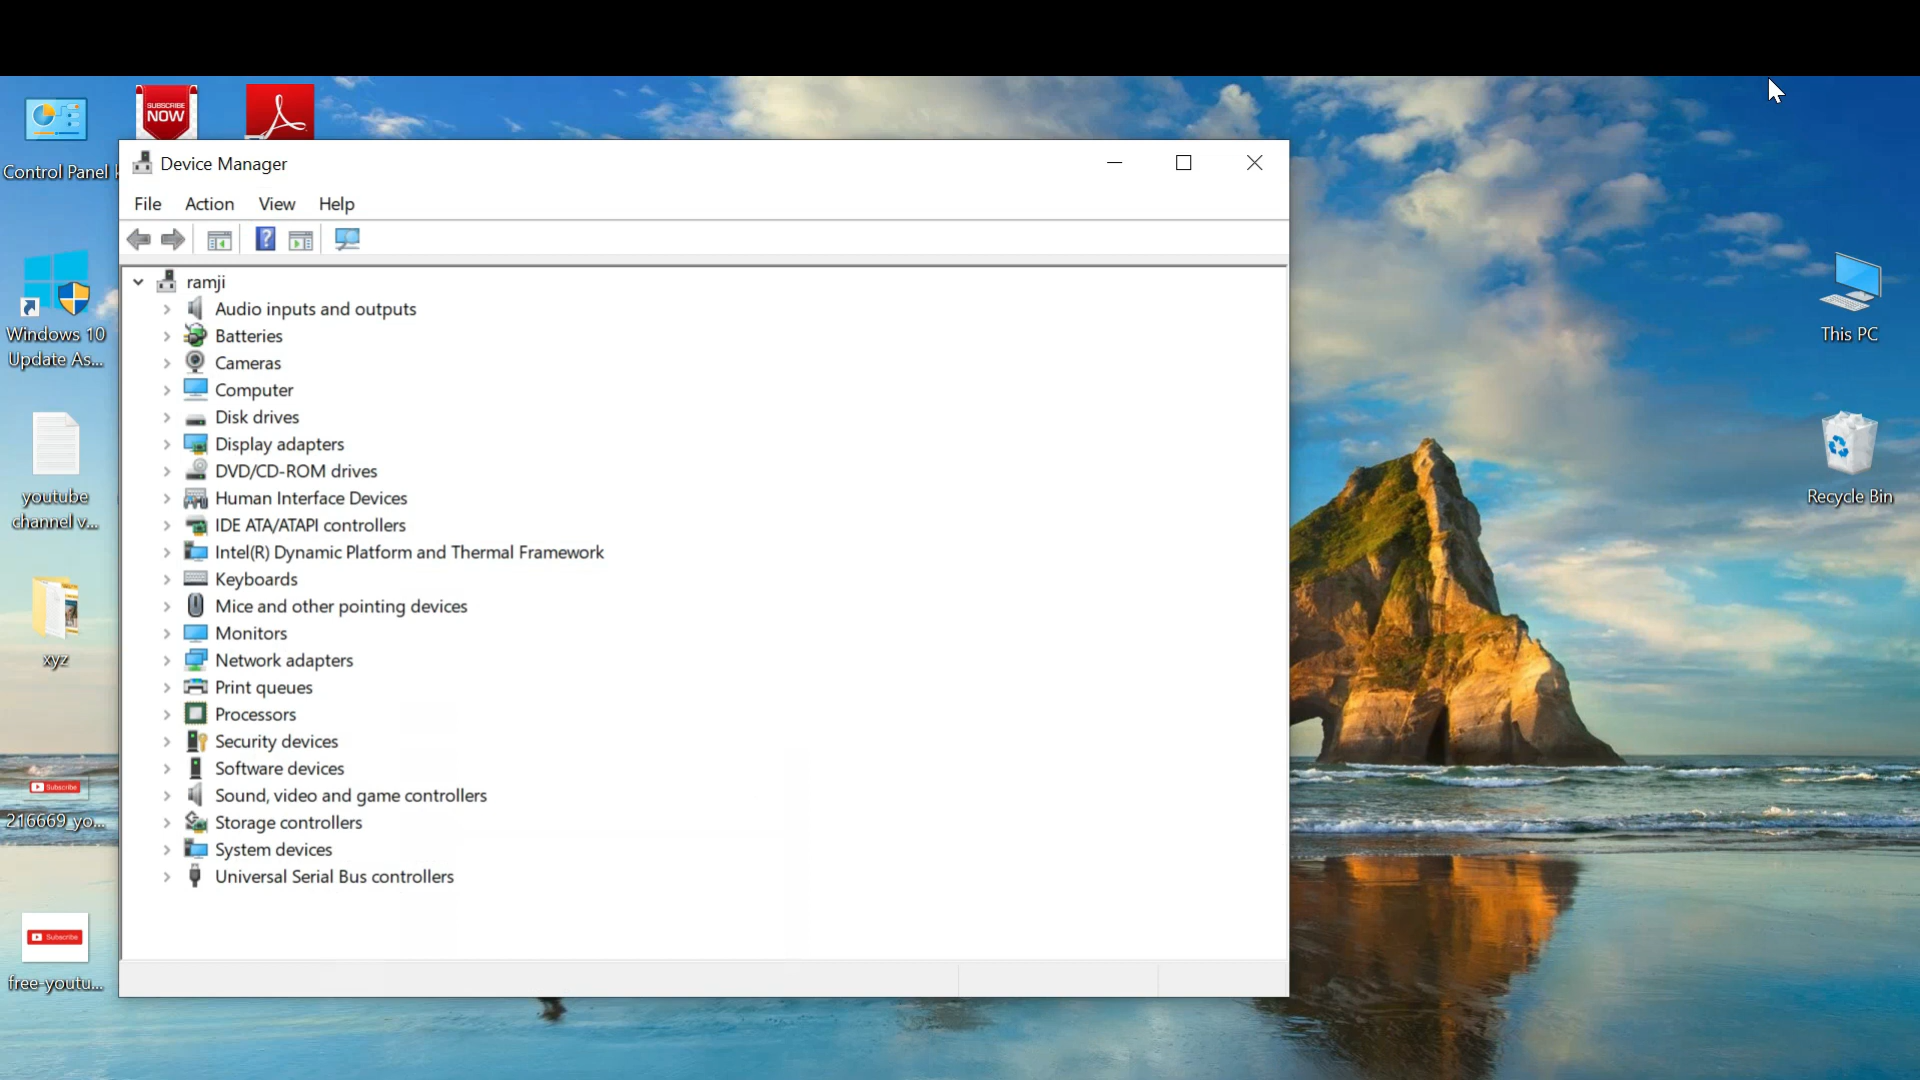 SUBSCRIBE
NOW
Control Panel
Device Manager
File Action View Help
ramji
Audio inputs and outputs
Batteries
Cameras
Computer
Disk drives
Display adapters
DVD/CD-ROM drives
Human Interface Devices
IDE ATA/ATAPI controllers
Intel(R) Dynamic Platform and Thermal Framework
Keyboards
Mice and other pointing devices
Monitors
Network adapters
Print queues
Processors
Security devices
Software devices
Sound, video and game controllers
Storage controllers
System devices
Universal Serial Bus controllers
Windows 10
Update As...
youtube
channel v...
xyz
Subscribe
216669_yo...
Subscribe
free-youtu...
This PC
Recycle Bin